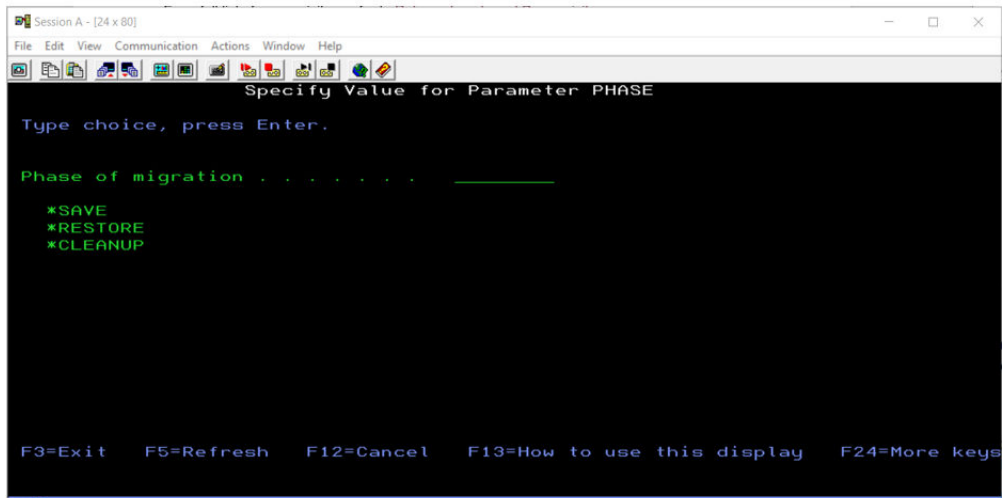 Session A - [24 x 80]
File Edit View Communication Actions Window Help
Specify Value for Parameter PHASE
Type choice, press Enter.
Phase of migration . . . . . . .
*SAVE
*RESTORE
*CLEANUP
F3=Exit F5=Refresh F12=Cancel F13=How to use this display F24=More keys